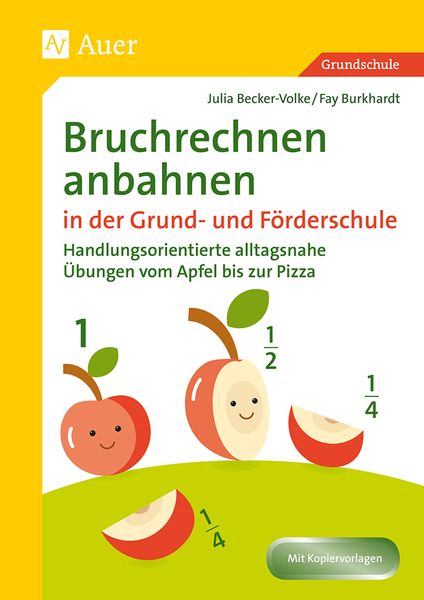 AV Auer
Grundschule
Julia Becker-Volke/Fay Burkhardt
Bruchrechnen
anbahnen
in der Grund- und Förderschule
Handlungsorientierte alltagsnahe
Übungen vom Apfel bis zur Pizza
1
1/2
1/4
1/4
Mit Kopiervorlagen